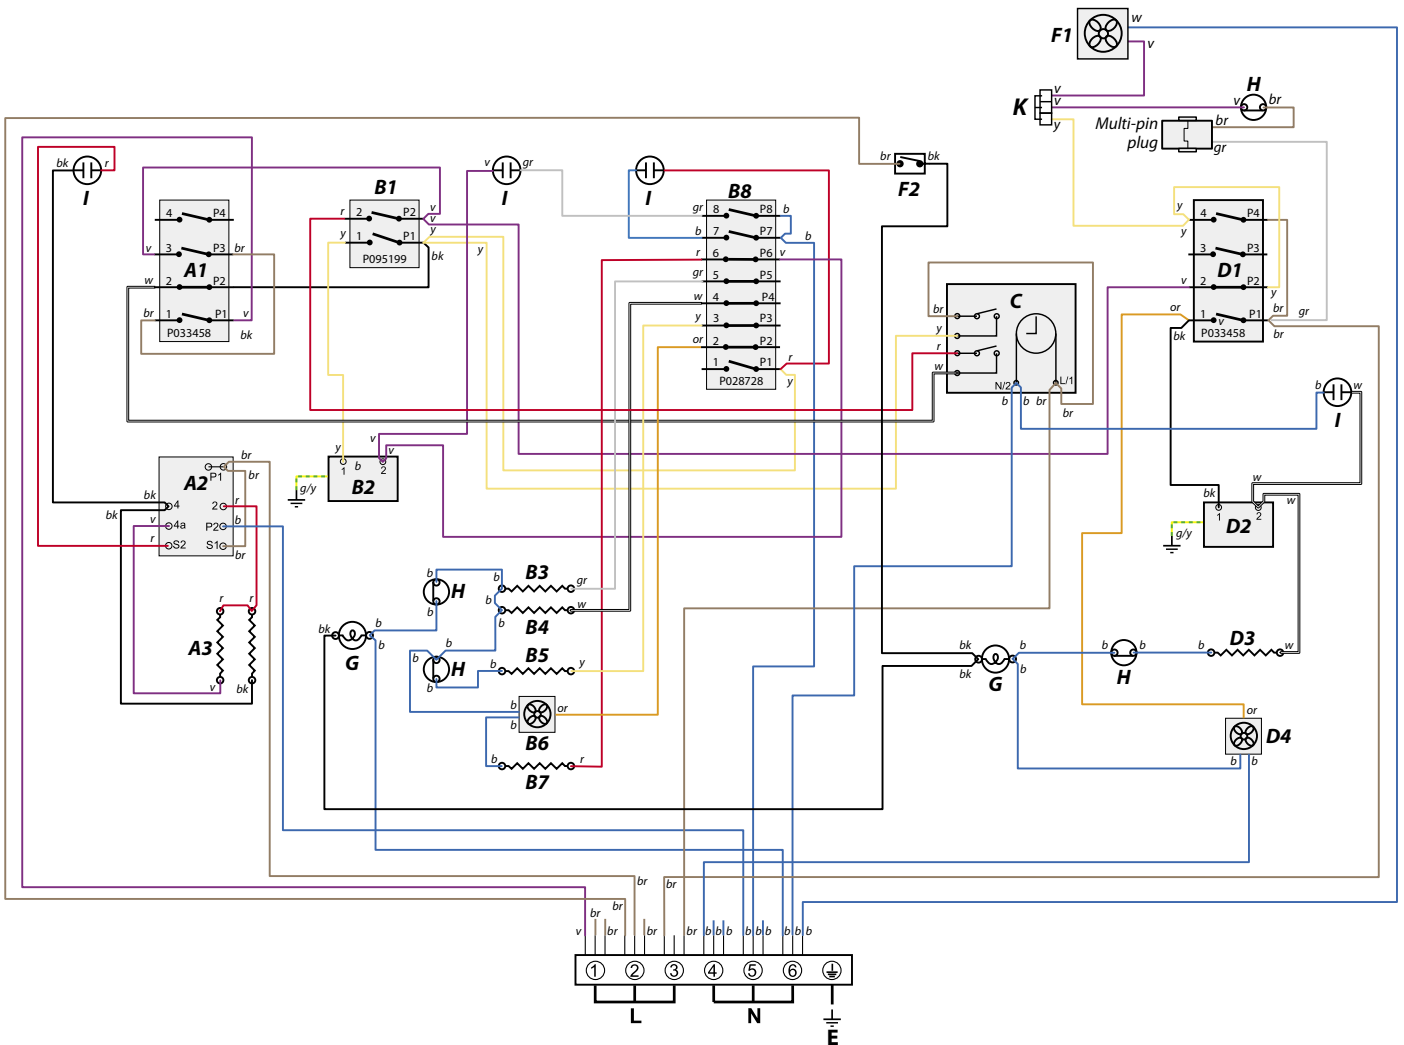 F1
w
v
K
v
v
y
v
H
br
Multi-pin
plug
br
gr
bk
r
I
v
gr
I
I
br
bk
F2
A1
4
P4
v
3
P3
br
w
2
P2
br
1
P1
v
P033458
bk
B1
r
2
P2
v
v
y
1
P1
y
y
bk
P095199
B8
gr
8
P8
b
b
7
P7
b
r
6
P6
v
gr
5
P5
w
4
P4
y
3
P3
or
2
P2
1
P1
r
y
P028728
C
br
y
r
w
N/2
L/1
b
b
br
br
D1
y
y
4
P4
3
P3
v
2
P2
y
or
1
v
P1
br
gr
bk
br
P033458
b
w
I
A2
P1
br
br
bk
bk
4
2
r
v
4a
P2
b
r
S2
S1
br
y
v
v
1
b
2
B2
g/y
bk
w
w
1
2
D2
g/y
r
r
A3
v
bk
bk
G
b
b
b
H
b
b
b
b
B3
gr
B4
w
b
b
H
b
b
B5
y
b
b
B6
or
b
B7
r
bk
bk
G
b
b
b
H
b
D3
w
or
D4
b
b
v
br
br
br
br
br
br
br
b
b
b
b
b
b
b
b
b
1
2
3
4
5
6
L
N
E